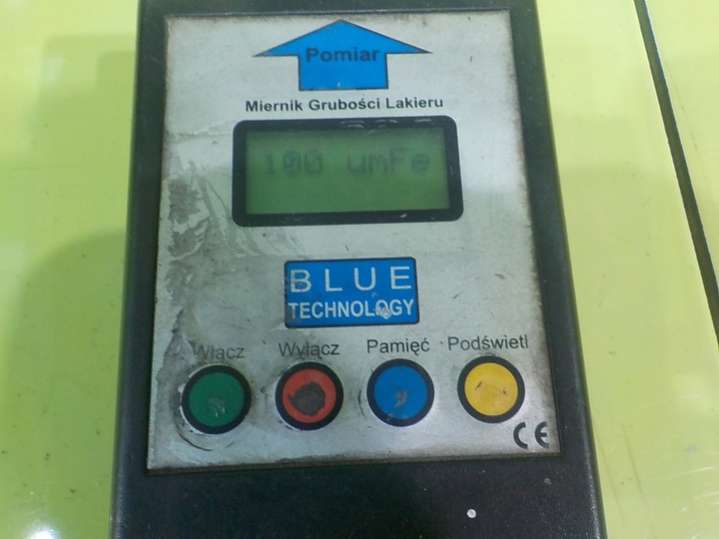 Pomiar
Miernik Grubości Lakieru
100 umFe
BLUE
TECHNOLOGY
Włącz Wyłącz Pamięć Podświetl
CE